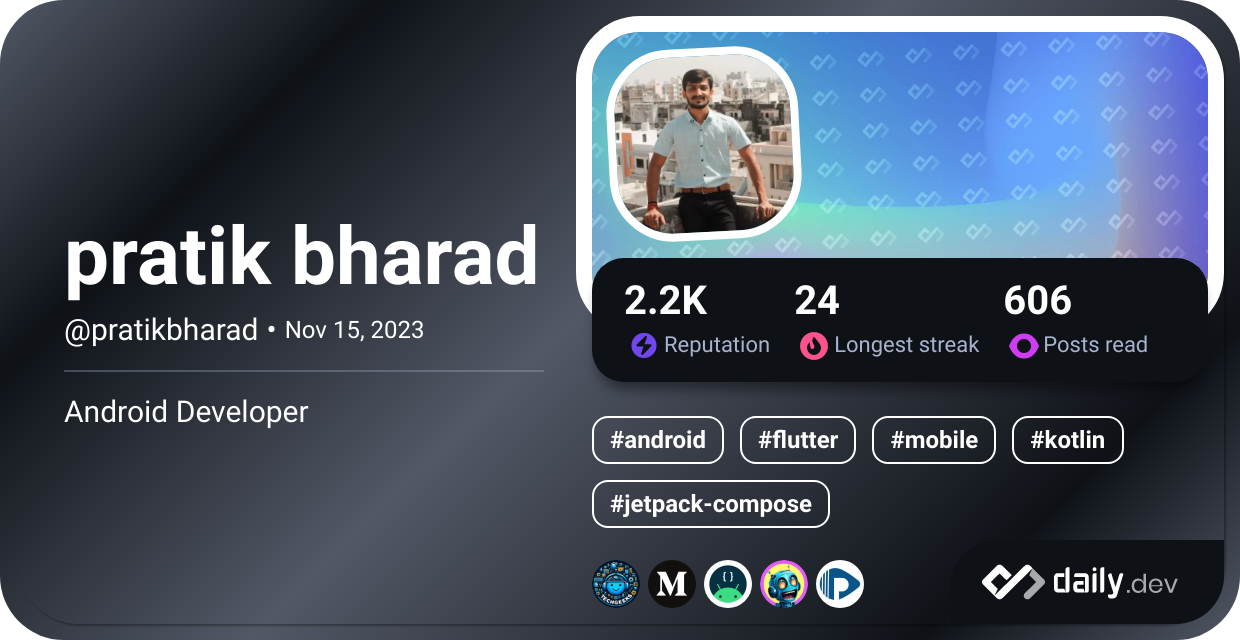 pratik bharad
@pratikbharad • Nov 15, 2023
Android Developer
2.2K 24 606
Reputation Longest streak Posts read
#android #flutter #mobile #kotlin
#jetpack-compose
TECHGEEKS M {} P
daily.dev